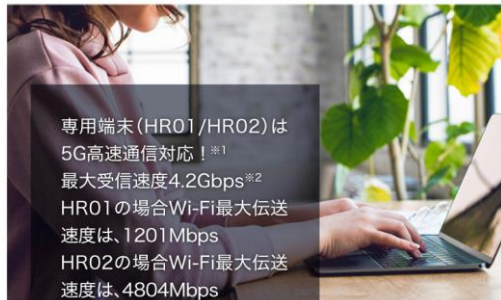 専用端末(HR01/HR02)は
5G高速通信対応！※1
最大受信速度4.2Gbps※2
HR01の場合Wi-Fi最大伝送
速度は、1201Mbps
HR02の場合Wi-Fi最大伝送
速度は、4804Mbps